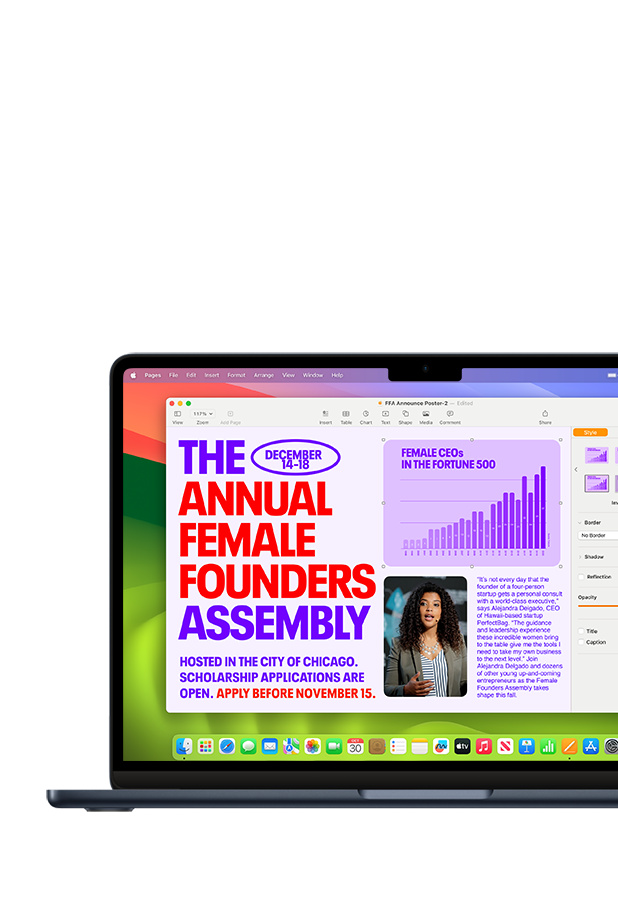 Pages File Edit Insert Format Arrange View Window Help
FFA Announce Poster-2 — Edited
117%
View Zoom Add Page Insert Table Chart Text Shape Media Comment Share
Style
THE
DECEMBER
14-18
ANNUAL
FEMALE
FOUNDERS
ASSEMBLY
HOSTED IN THE CITY OF CHICAGO.
SCHOLARSHIP APPLICATIONS ARE
OPEN. APPLY BEFORE NOVEMBER 15.
FEMALE CEOs
IN THE FORTUNE 500
"It's not every day that the
founder of a four-person
startup gets a personal consult
with a world-class executive,"
says Alejandra Delgado, CEO
of Hawaii-based startup
PerfectBag. "The guidance
and leadership experience
these incredible women bring
to the table give me the tools I
need to take my own business
to the next level." Join
Alejandra Delgado and dozens
of other young up-and-coming
entrepreneurs as the Female
Founders Assembly takes
shape this fall.
Border
No Border
Shadow
Reflection
Opacity
Title
Caption
OCT
30
tv